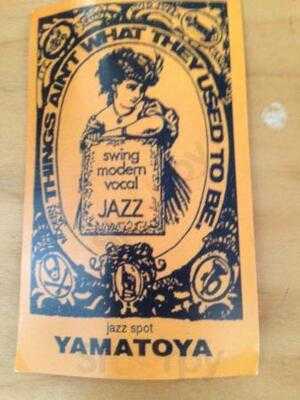 THINGS AIN'T WHAT THEY USED TO BE
swing
modern
vocal
JAZZ
jazz spot
YAMATOYA